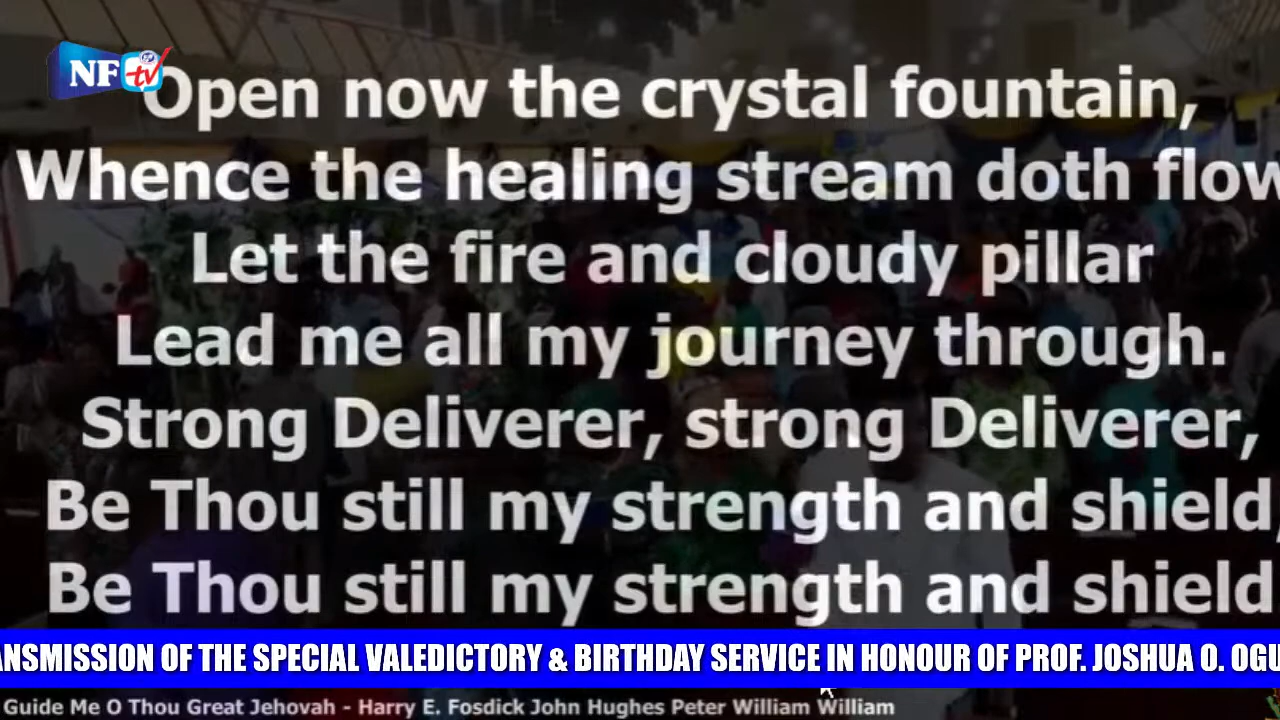 NF tv
Open now the crystal fountain,
Whence the healing stream doth flow
Let the fire and cloudy pillar
Lead me all my journey through.
Strong Deliverer, strong Deliverer,
Be Thou still my strength and shield,
Be Thou still my strength and shield
ANSMISSION OF THE SPECIAL VALEDICTORY & BIRTHDAY SERVICE IN HONOUR OF PROF. JOSHUA O. OGU
Guide Me O Thou Great Jehovah - Harry E. Fosdick John Hughes Peter William William